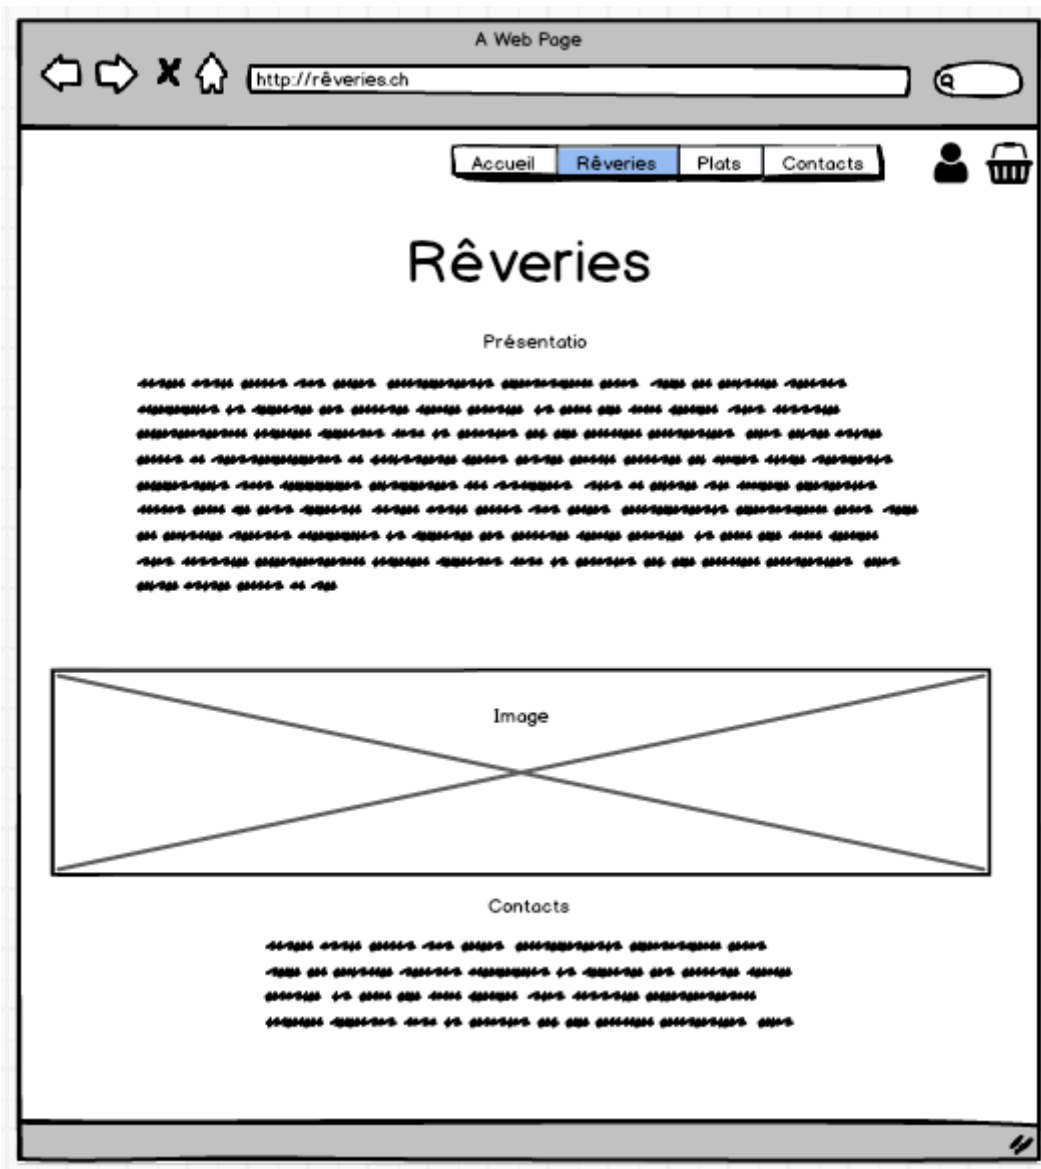 A Web Page
http://rêveries.ch
Accueil Rêveries Plats Contacts
Rêveries
Présentatio
Image
Contacts